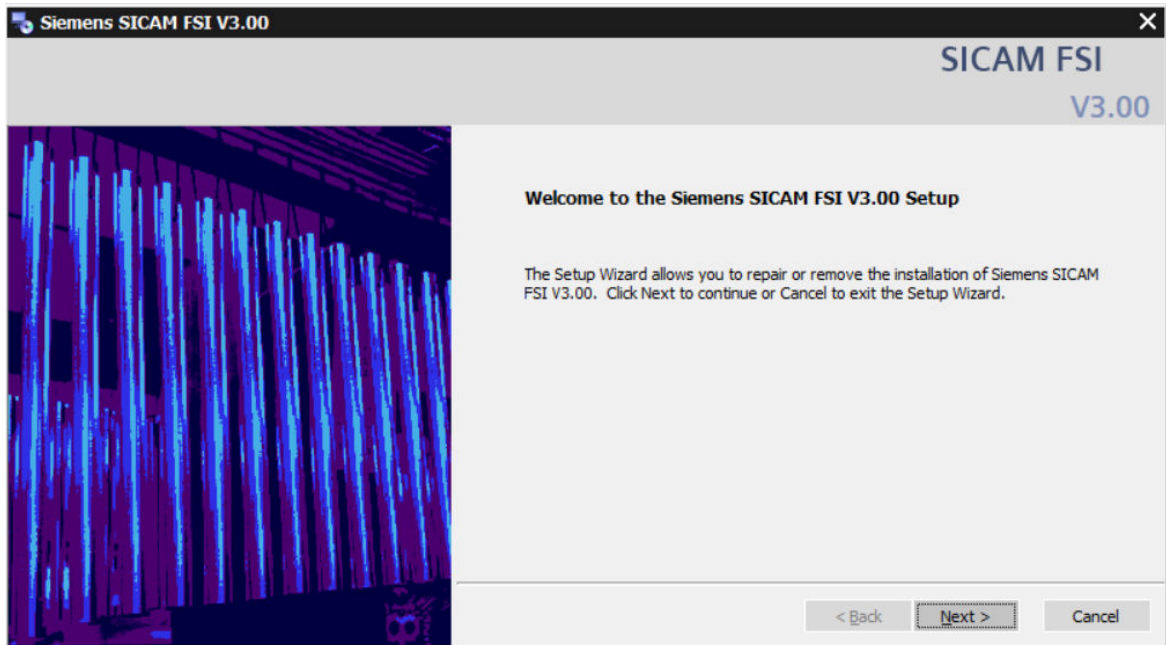 Siemens SICAM FSI V3.00
SICAM FSI
V3.00
Welcome to the Siemens SICAM FSI V3.00 Setup
The Setup Wizard allows you to repair or remove the installation of Siemens SICAM
FSI V3.00. Click Next to continue or Cancel to exit the Setup Wizard.
< Back Next > Cancel